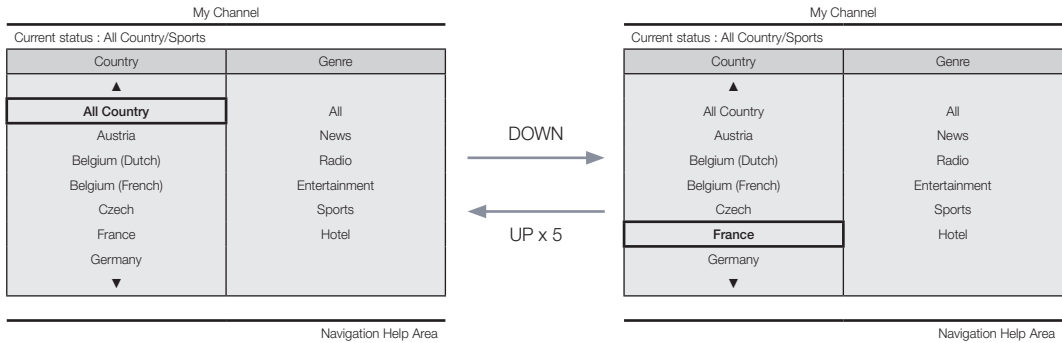 My Channel
Current status : All Country/Sports
Country Genre
▲
All Country All
Austria News
Belgium (Dutch) Radio
Belgium (French) Entertainment
Czech Sports
France Hotel
Germany
▼
Navigation Help Area
DOWN
UP x 5
My Channel
Current status : All Country/Sports
Country Genre
▲
All Country All
Austria News
Belgium (Dutch) Radio
Belgium (French) Entertainment
Czech Sports
France Hotel
Germany
▼
Navigation Help Area